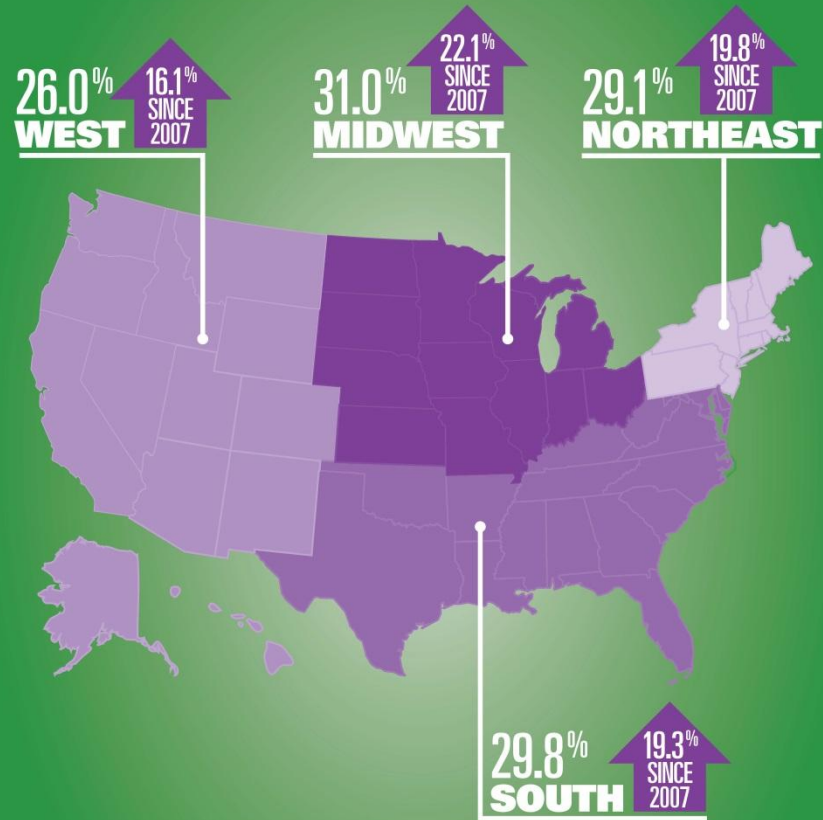 26.0%
WEST
16.1%
SINCE
2007
31.0%
MIDWEST
22.1%
SINCE
2007
29.1%
NORTHEAST
19.8%
SINCE
2007
29.8%
SOUTH
19.3%
SINCE
2007